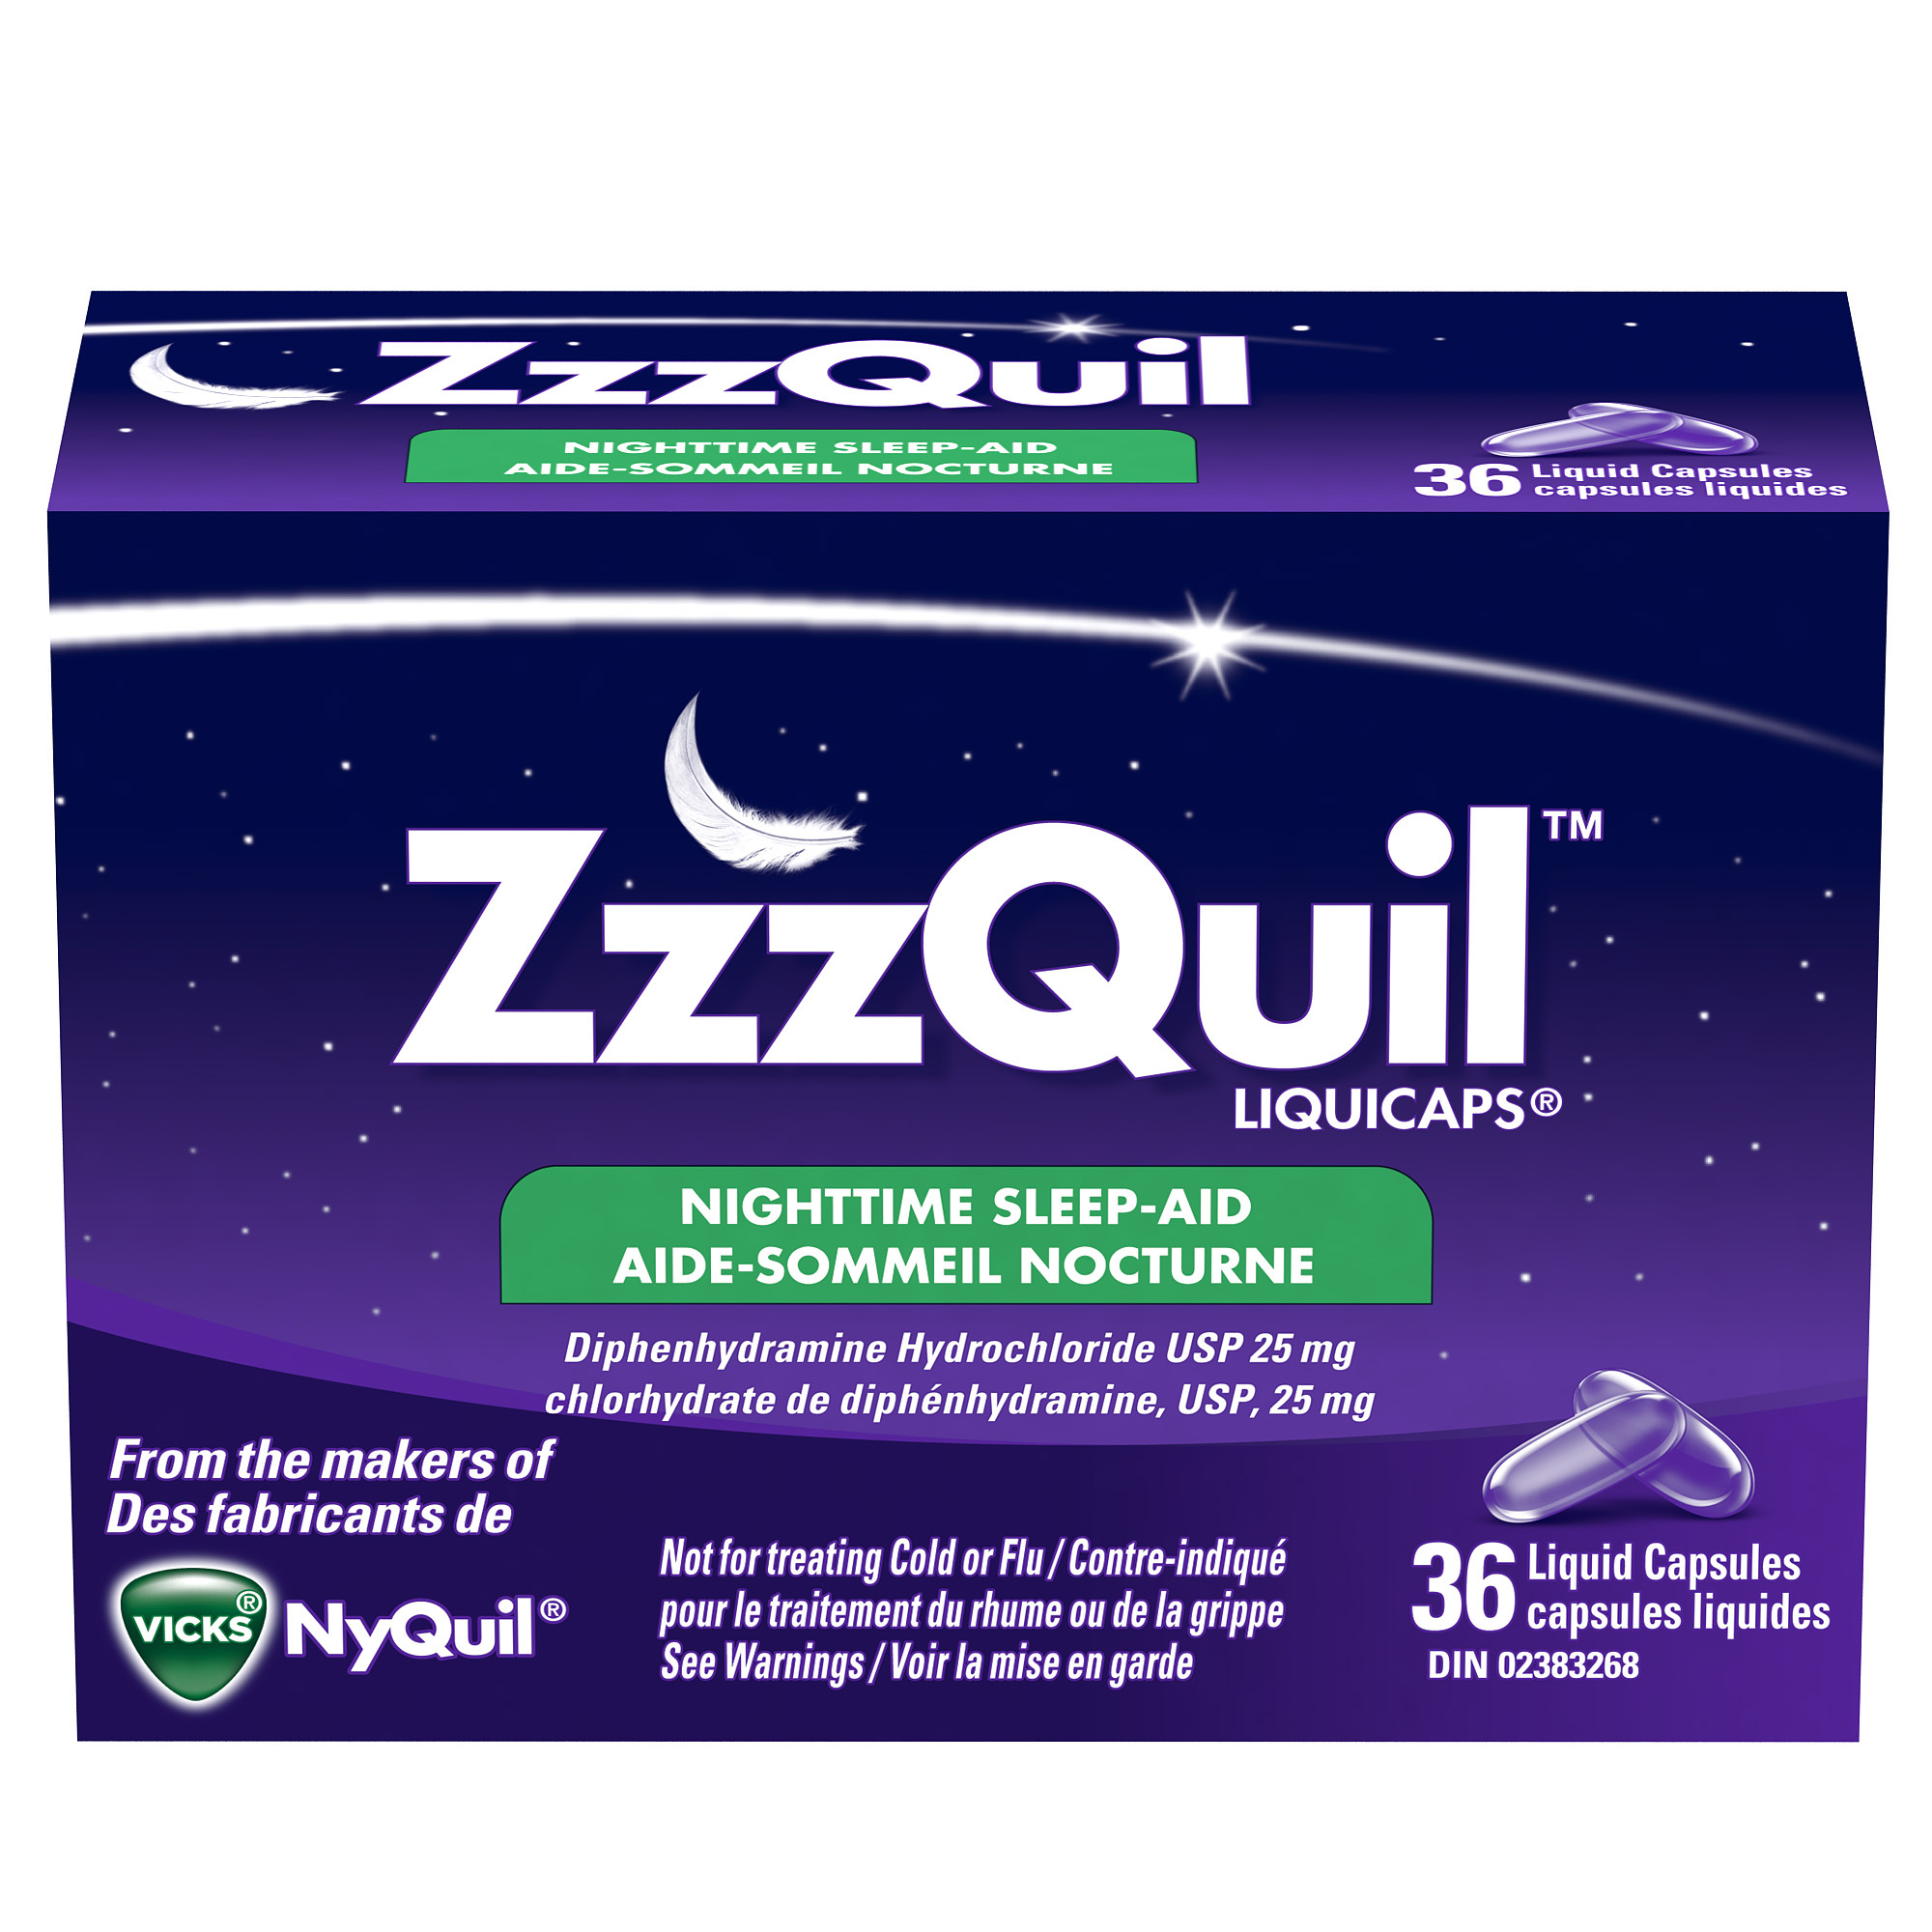 ZzzQuil
NIGHTTIME SLEEP-AID
AIDE-SOMMEIL NOCTURNE
36 Liquid Capsules
capsules liquides
ZzzQuil™
LIQUICAPS®
NIGHTTIME SLEEP-AID
AIDE-SOMMEIL NOCTURNE
Diphenhydramine Hydrochloride USP 25 mg
chlorhydrate de diphénhydramine, USP, 25 mg
From the makers of
Des fabricants de
VICKS® NyQuil®
Not for treating Cold or Flu / Contre-indiqué
pour le traitement du rhume ou de la grippe
See Warnings / Voir la mise en garde
36 Liquid Capsules
capsules liquides
DIN 02383268